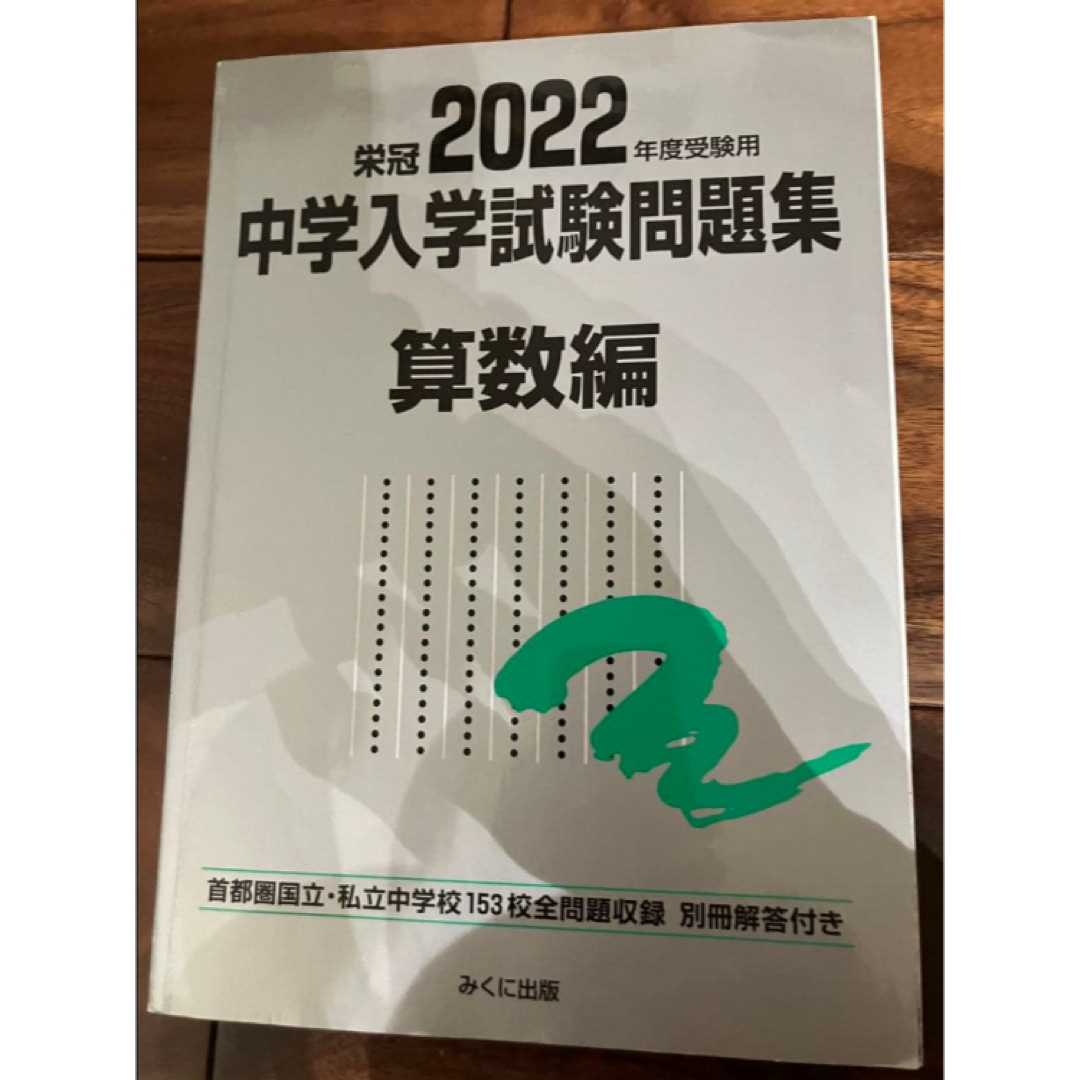 栄冠 2022 年度受験用
中学入学試験問題集
算数編
首都圏国立・私立中学校153校全問題収録 別冊解答付き
みくに出版